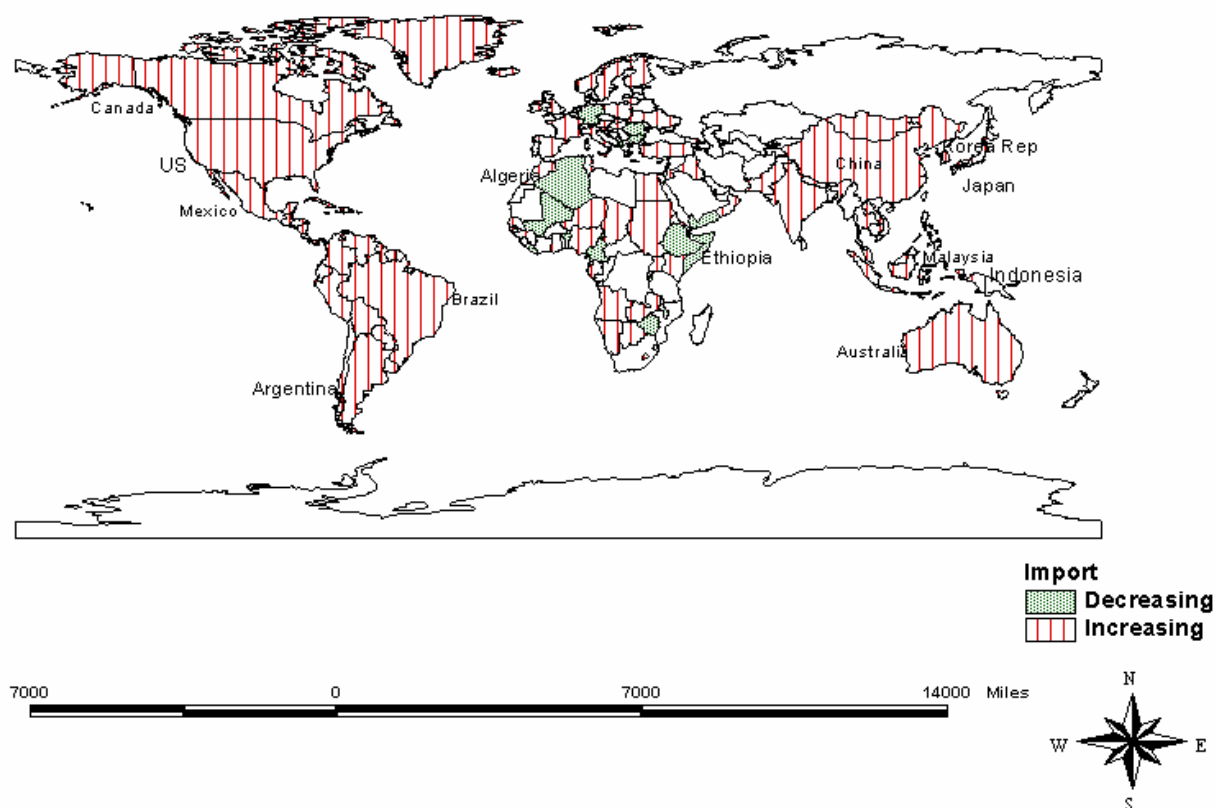 Canada
US
Mexico
Brazil
Argentina
Algeria
Ethiopia
China
Korea Rep
Japan
Malaysia
Indonesia
Australi
Import
Decreasing
Increasing
7000 0 7000 14000 Miles
N
W E
S